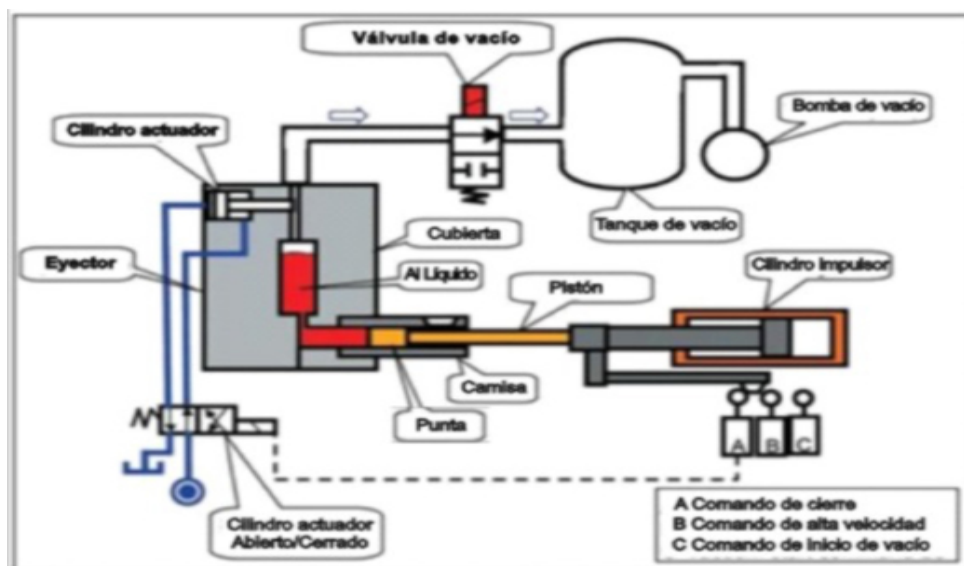 Válvula de vacío
Bomba de vacío
Cilindro actuador
Tanque de vacío
Cubierta
Eyector
Al Líquido
Pistón
Cilindro impulsor
Camisa
Punta
A
B
C
Cilindro actuador
Abierto/Cerrado
A Comando de cierre
B Comando de alta velocidad
C Comando de Inicio de vacío